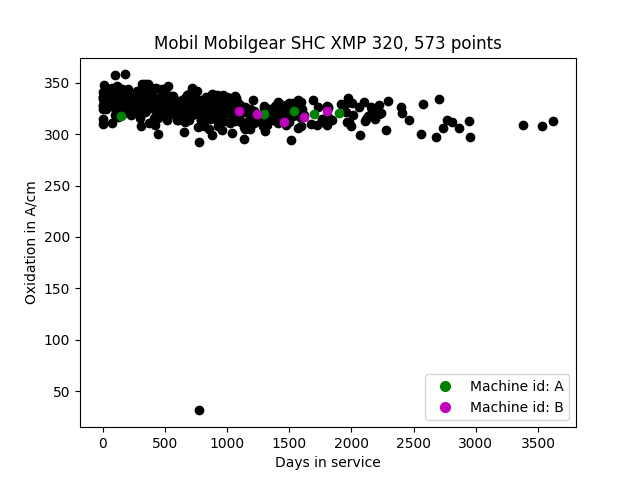 Mobil Mobilgear SHC XMP 320, 573 points
Oxidation in A/cm
350
300
250
200
150
100
50
Machine id: A
Machine id: B
0 500 1000 1500 2000 2500 3000 3500
Days in service